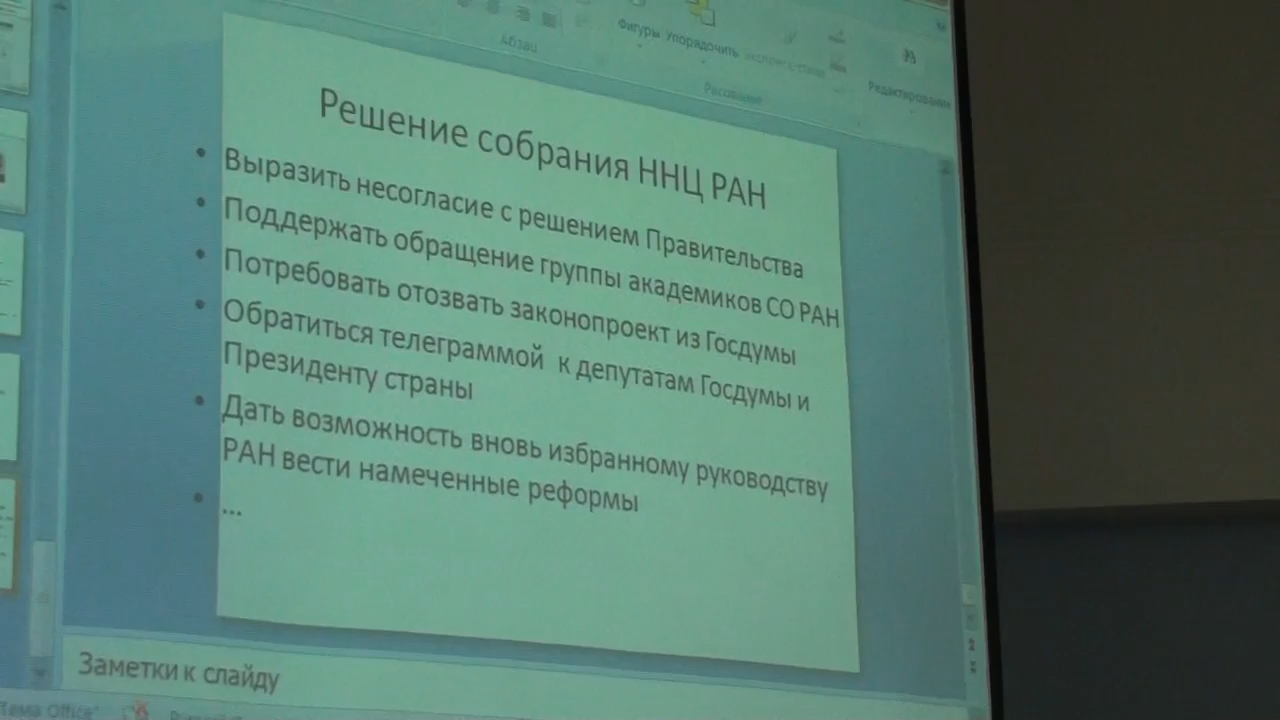 Фигуры Упорядочить
Абзац
Рисование
Редактирование
Решение собрания ННЦ РАН
• Выразить несогласие с решением Правительства
• Поддержать обращение группы академиков СО РАН
• Потребовать отозвать законопроект из Госдумы
• Обратиться телеграммой к депутатам Госдумы и
Президенту страны
• Дать возможность вновь избранному руководству
РАН вести намеченные реформы
• ...
Заметки к слайду
"Тема Office"